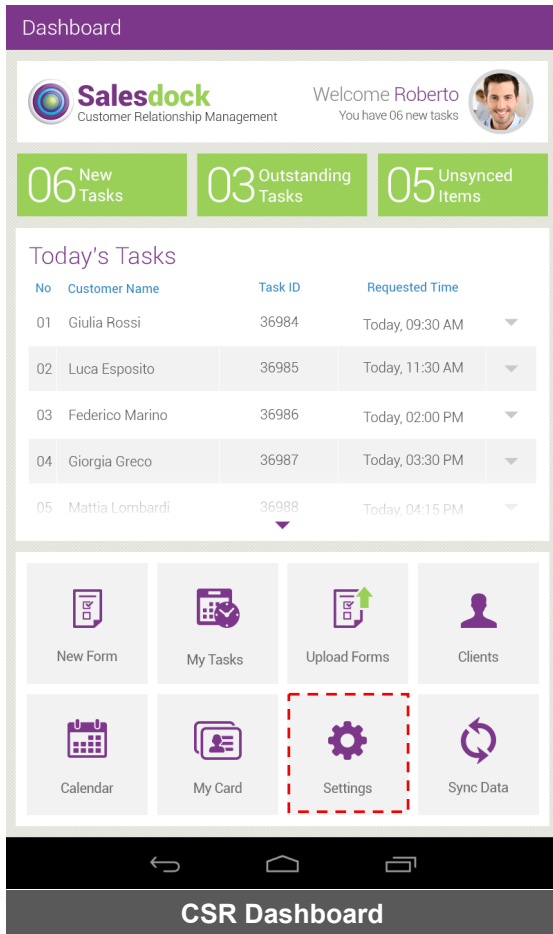 Dashboard
Salesdock
Customer Relationship Management
Welcome Roberto
You have 06 new tasks
06 New Tasks
03 Outstanding Tasks
05 Unsynced Items
Today's Tasks
No Customer Name Task ID Requested Time
01 Giulia Rossi 36984 Today, 09:30 AM
02 Luca Esposito 36985 Today, 11:30 AM
03 Federico Marino 36986 Today, 02:00 PM
04 Giorgia Greco 36987 Today, 03:30 PM
05 Mattia Lombardi 36988 Today, 04:15 PM
New Form My Tasks Upload Forms Clients
Calendar My Card Settings Sync Data
CSR Dashboard